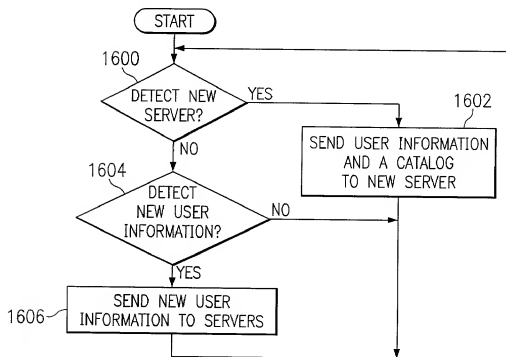 START
1600
DETECT NEW
SERVER?
YES
1602
SEND USER INFORMATION
AND A CATALOG
TO NEW SERVER
NO
1604
DETECT
NEW USER
INFORMATION?
NO
YES
1606
SEND NEW USER
INFORMATION TO SERVERS